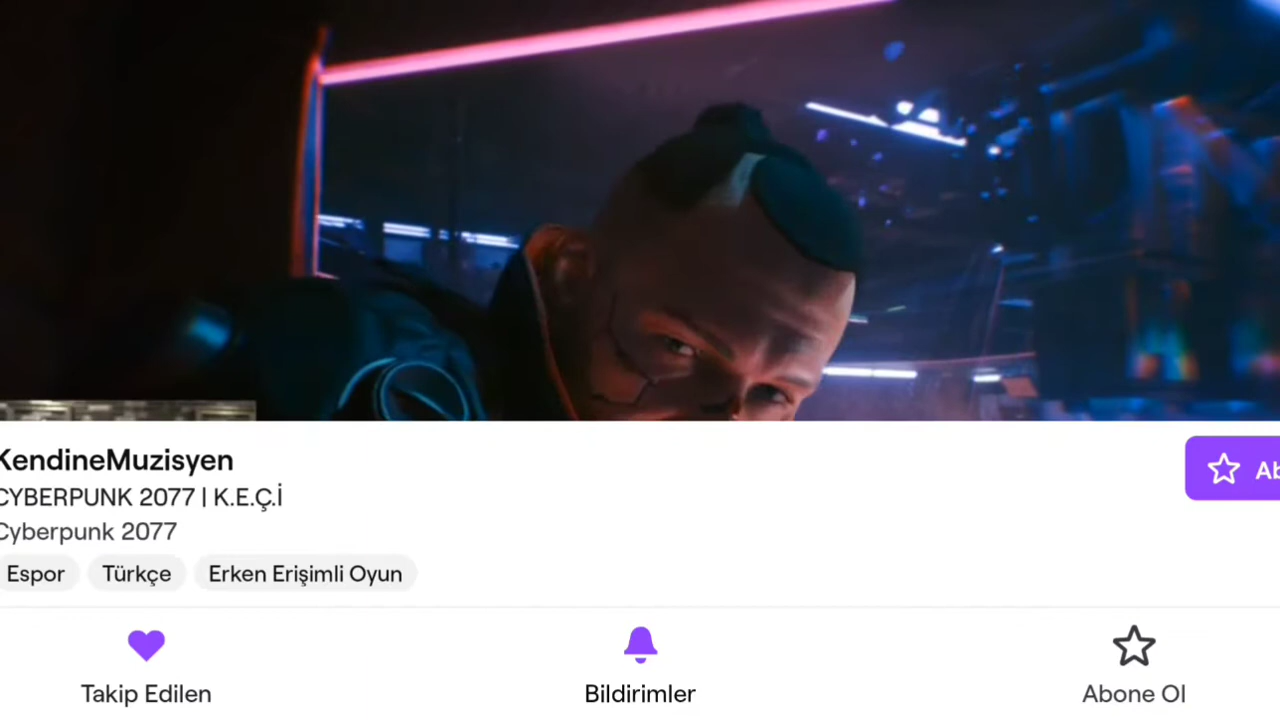 KendineMuzisyen
CYBERPUNK 2077 | K.E.Ç.İ
Cyberpunk 2077
Espor
Türkçe
Erken Erişimli Oyun
Takip Edilen
Bildirimler
Abone Ol